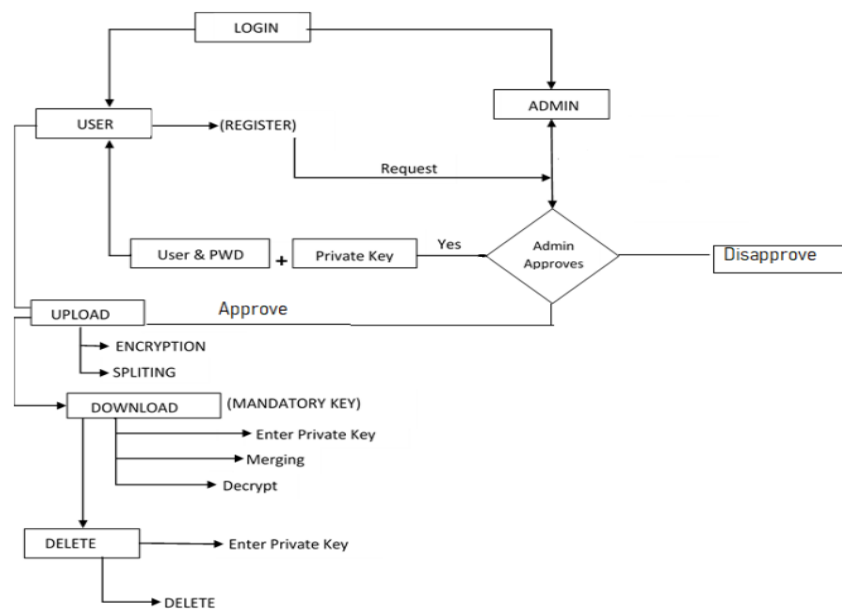 LOGIN
ADMIN
USER
(REGISTER)
Request
User & PWD
+
Private Key
Yes
Admin
Approves
Disapprove
UPLOAD
Approve
ENCRYPTION
SPLITING
DOWNLOAD
(MANDATORY KEY)
Enter Private Key
Merging
Decrypt
DELETE
Enter Private Key
DELETE